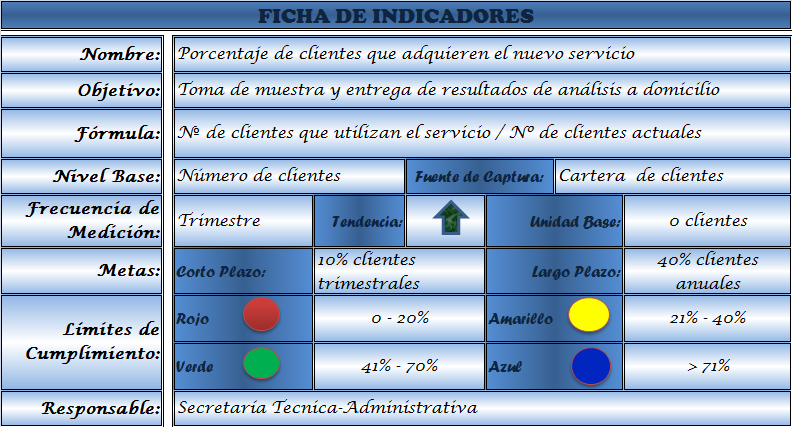 FICHA DE INDICADORES
Nombre: Porcentaje de clientes que adquieren el nuevo servicio
Objetivo: Toma de muestra y entrega de resultados de análisis a domicilio
Fórmula: Nº de clientes que utilizan el servicio / Nº de clientes actuales
Nivel Base: Número de clientes Fuente de Captura: Cartera de clientes
Frecuencia de
Medición: Trimestre Tendencia: Unidad Base: 0 clientes
Metas: Corto Plazo: 10% clientes
trimestrales Largo Plazo: 40% clientes
anuales
Límites de
Cumplimiento: Rojo 0 - 20% Amarillo 21% - 40%
Verde 41% - 70% Azul > 71%
Responsable: Secretaría Tecnica-Administrativa